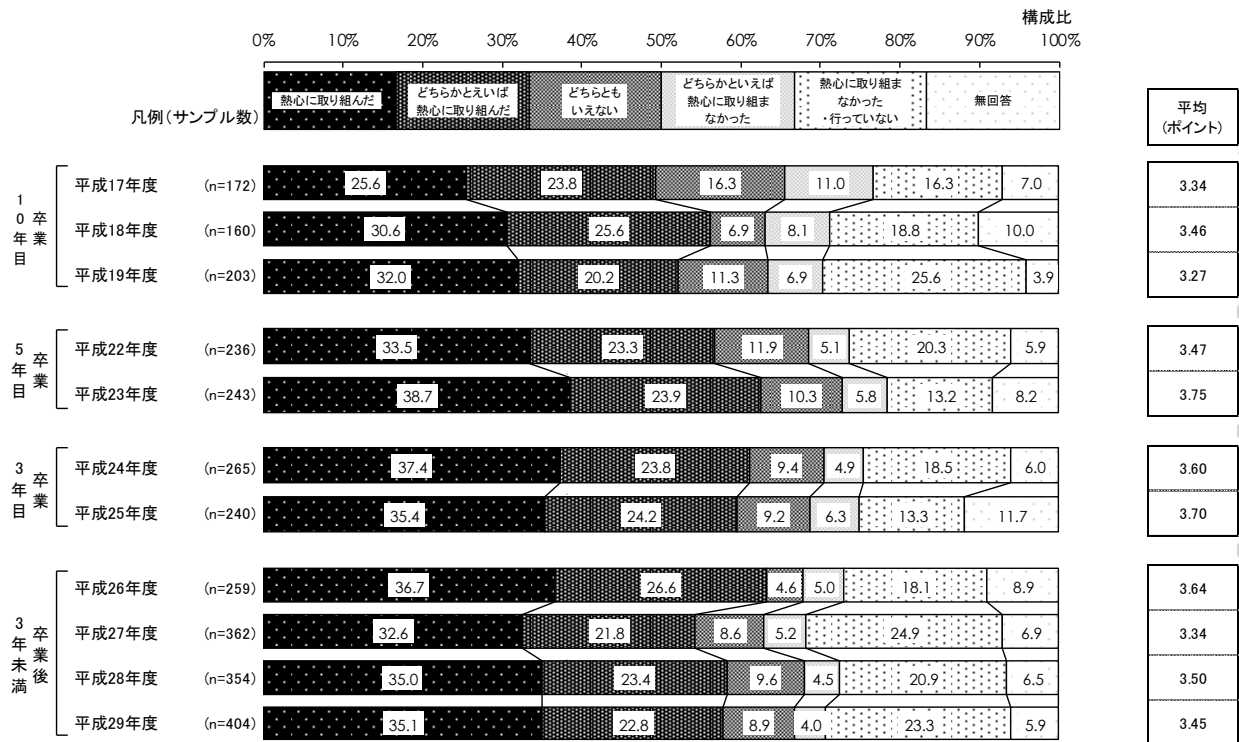 構成比
0% 10% 20% 30% 40% 50% 60% 70% 80% 90% 100%
凡例(サンプル数)
熱心に取り組んだ
どちらかとえいば
熱心に取り組んだ
どちらとも
いえない
どちらかといえば
熱心に取り組ま
なかった
熱心に取り組ま
なかった
・行っていない
無回答
平均
(ポイント)
卒業
10年目
平成17年度 (n=172) 25.6 23.8 16.3 11.0 16.3 7.0 3.34
平成18年度 (n=160) 30.6 25.6 6.9 8.1 18.8 10.0 3.46
平成19年度 (n=203) 32.0 20.2 11.3 6.9 25.6 3.9 3.27
卒業
5年目
平成22年度 (n=236) 33.5 23.3 11.9 5.1 20.3 5.9 3.47
平成23年度 (n=243) 38.7 23.9 10.3 5.8 13.2 8.2 3.75
卒業
3年目
平成24年度 (n=265) 37.4 23.8 9.4 4.9 18.5 6.0 3.60
平成25年度 (n=240) 35.4 24.2 9.2 6.3 13.3 11.7 3.70
卒業後
3年未満
平成26年度 (n=259) 36.7 26.6 4.6 5.0 18.1 8.9 3.64
平成27年度 (n=362) 32.6 21.8 8.6 5.2 24.9 6.9 3.34
平成28年度 (n=354) 35.0 23.4 9.6 4.5 20.9 6.5 3.50
平成29年度 (n=404) 35.1 22.8 8.9 4.0 23.3 5.9 3.45